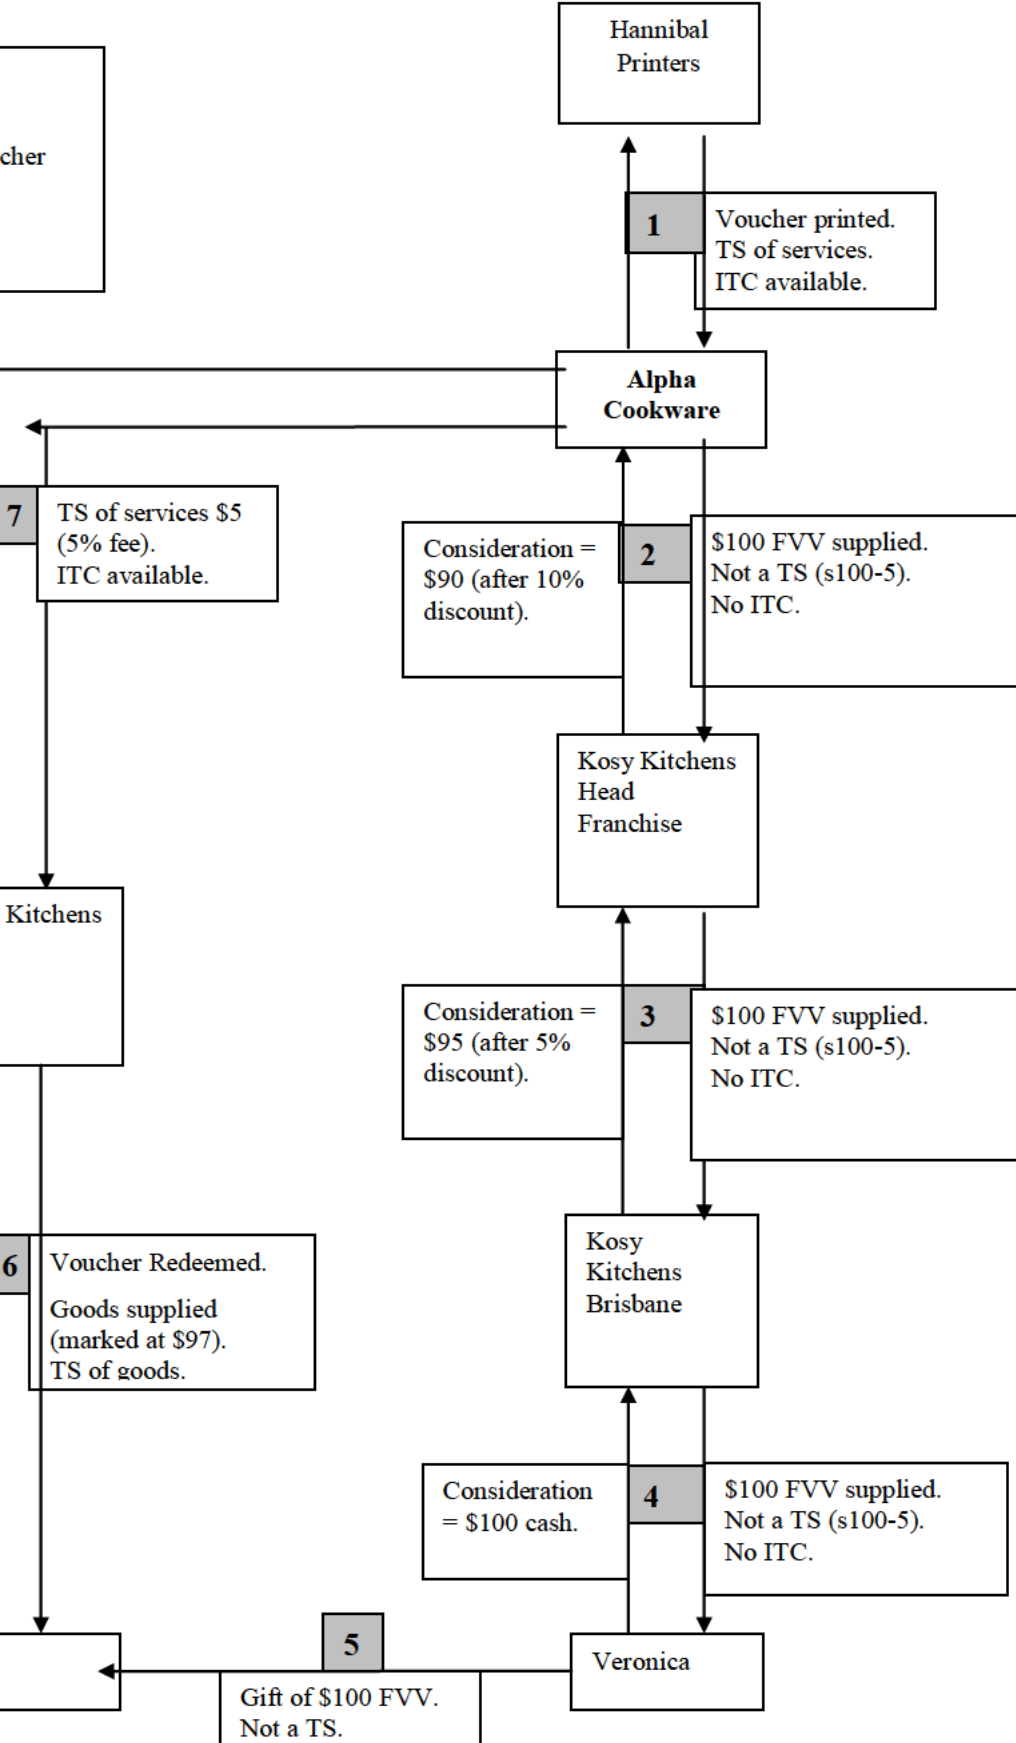 Hannibal
Printers
cher
1
Voucher printed.
TS of services.
ITC available.
Alpha
Cookware
7
TS of services $5
(5% fee).
ITC available.
Consideration =
$90 (after 10%
discount).
2
$100 FVV supplied.
Not a TS (s100-5).
No ITC.
Kosy Kitchens
Head
Franchise
Kitchens
Consideration =
$95 (after 5%
discount).
3
$100 FVV supplied.
Not a TS (s100-5).
No ITC.
6
Voucher Redeemed.
Goods supplied
(marked at $97).
TS of goods.
Kosy
Kitchens
Brisbane
Consideration
= $100 cash.
4
$100 FVV supplied.
Not a TS (s100-5).
No ITC.
5
Veronica
Gift of $100 FVV.
Not a TS.